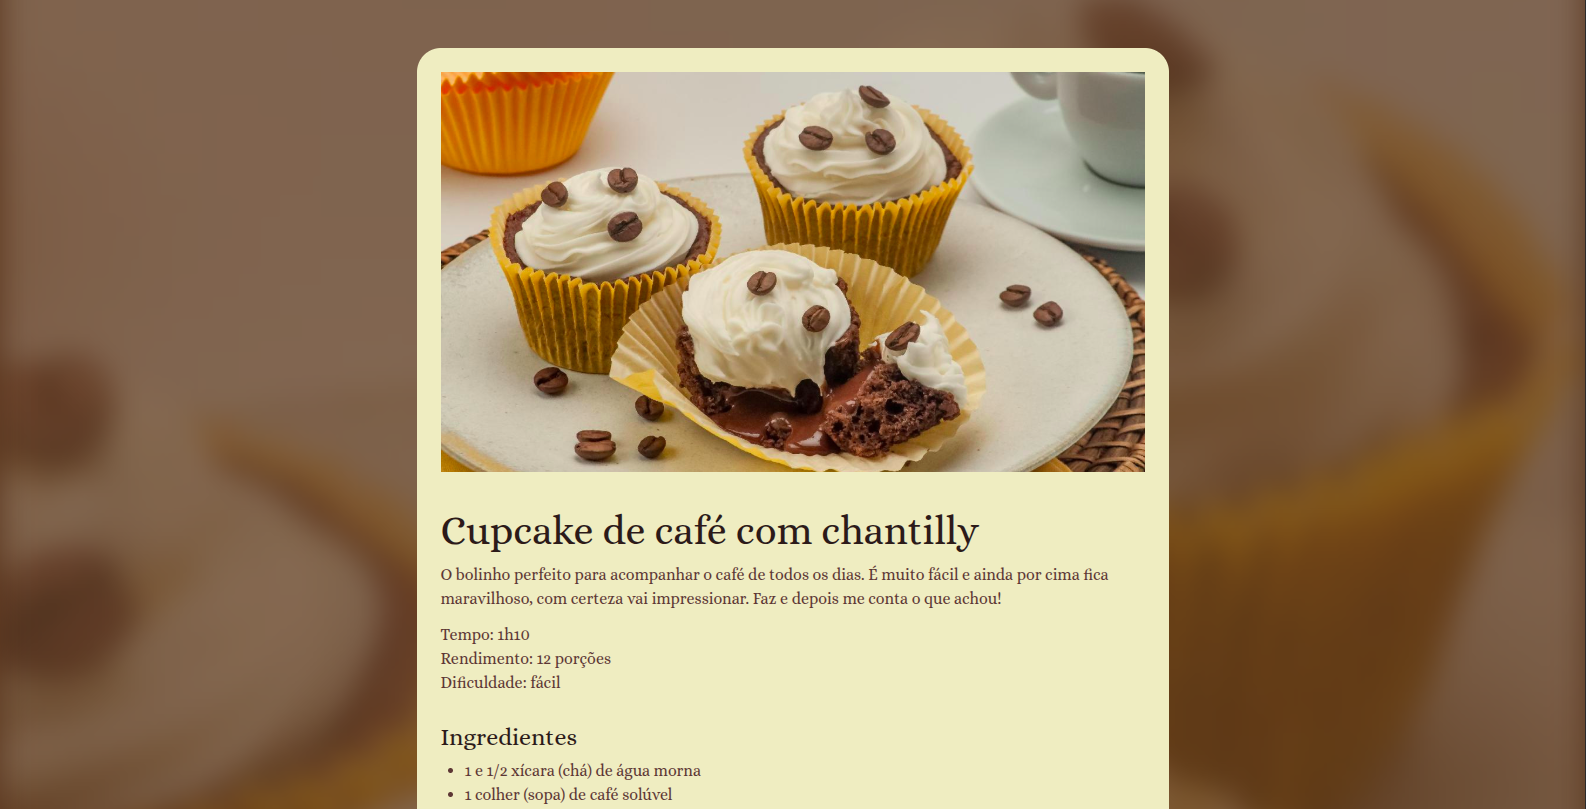 Cupcake de café com chantilly
O bolinho perfeito para acompanhar o café de todos os dias. É muito fácil e ainda por cima fica
maravilhoso, com certeza vai impressionar. Faz e depois me conta o que achou!
Tempo: 1h10
Rendimento: 12 porções
Dificuldade: fácil
Ingredientes
• 1 e 1/2 xícara (chá) de água morna
• 1 colher (sopa) de café solúvel